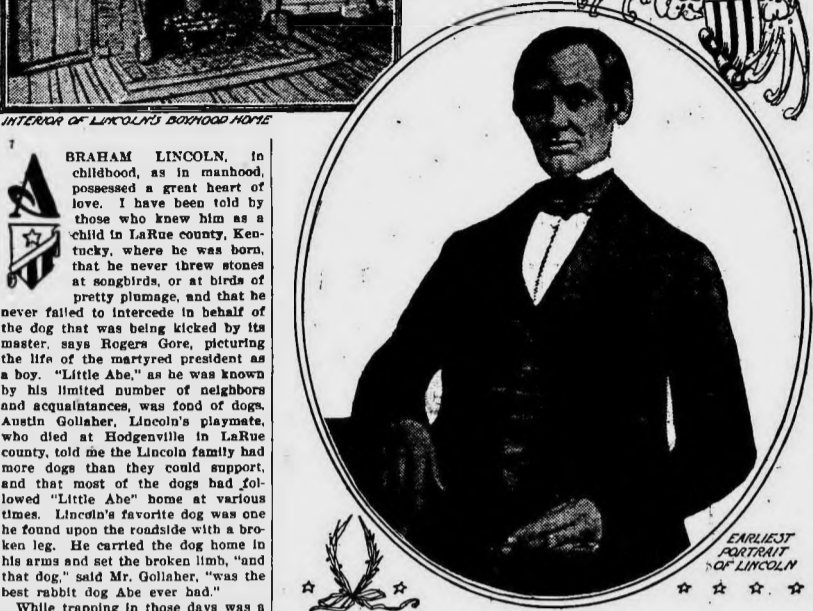 INTERIOR OF LINCOLN'S BOYHOOD HOME
ABRAHAM LINCOLN, in
childhood, as in manhood,
possessed a great heart of
love. I have been told by
those who knew him as a
child in LaRue county, Ken-
tucky, where he was born,
that he never threw stones
at songbirds, or at birds of
pretty plumage, and that he
never failed to intercede in behalf of
the dog that was being kicked by its
master, says Rogers Gore, picturing
the life of the martyred president as
a boy. "Little Abe," as he was known
by his limited number of neighbors
and acquaintances, was fond of dogs.
Austin Gollaher, Lincoln's playmate,
who died at Hodgenville in LaRue
county, told me the Lincoln family had
more dogs than they could support,
and that most of the dogs had fol-
lowed "Little Abe" home at various
times. Lincoln's favorite dog was one
he found upon the roadside with a bro-
ken leg. He carried the dog home in
his arms and set the broken limb, "and
that dog," said Mr. Gollaher, "was the
best rabbit dog Abe ever had."
While trapping in those days was a
EARLIEST
PORTRAIT
OF LINCOLN